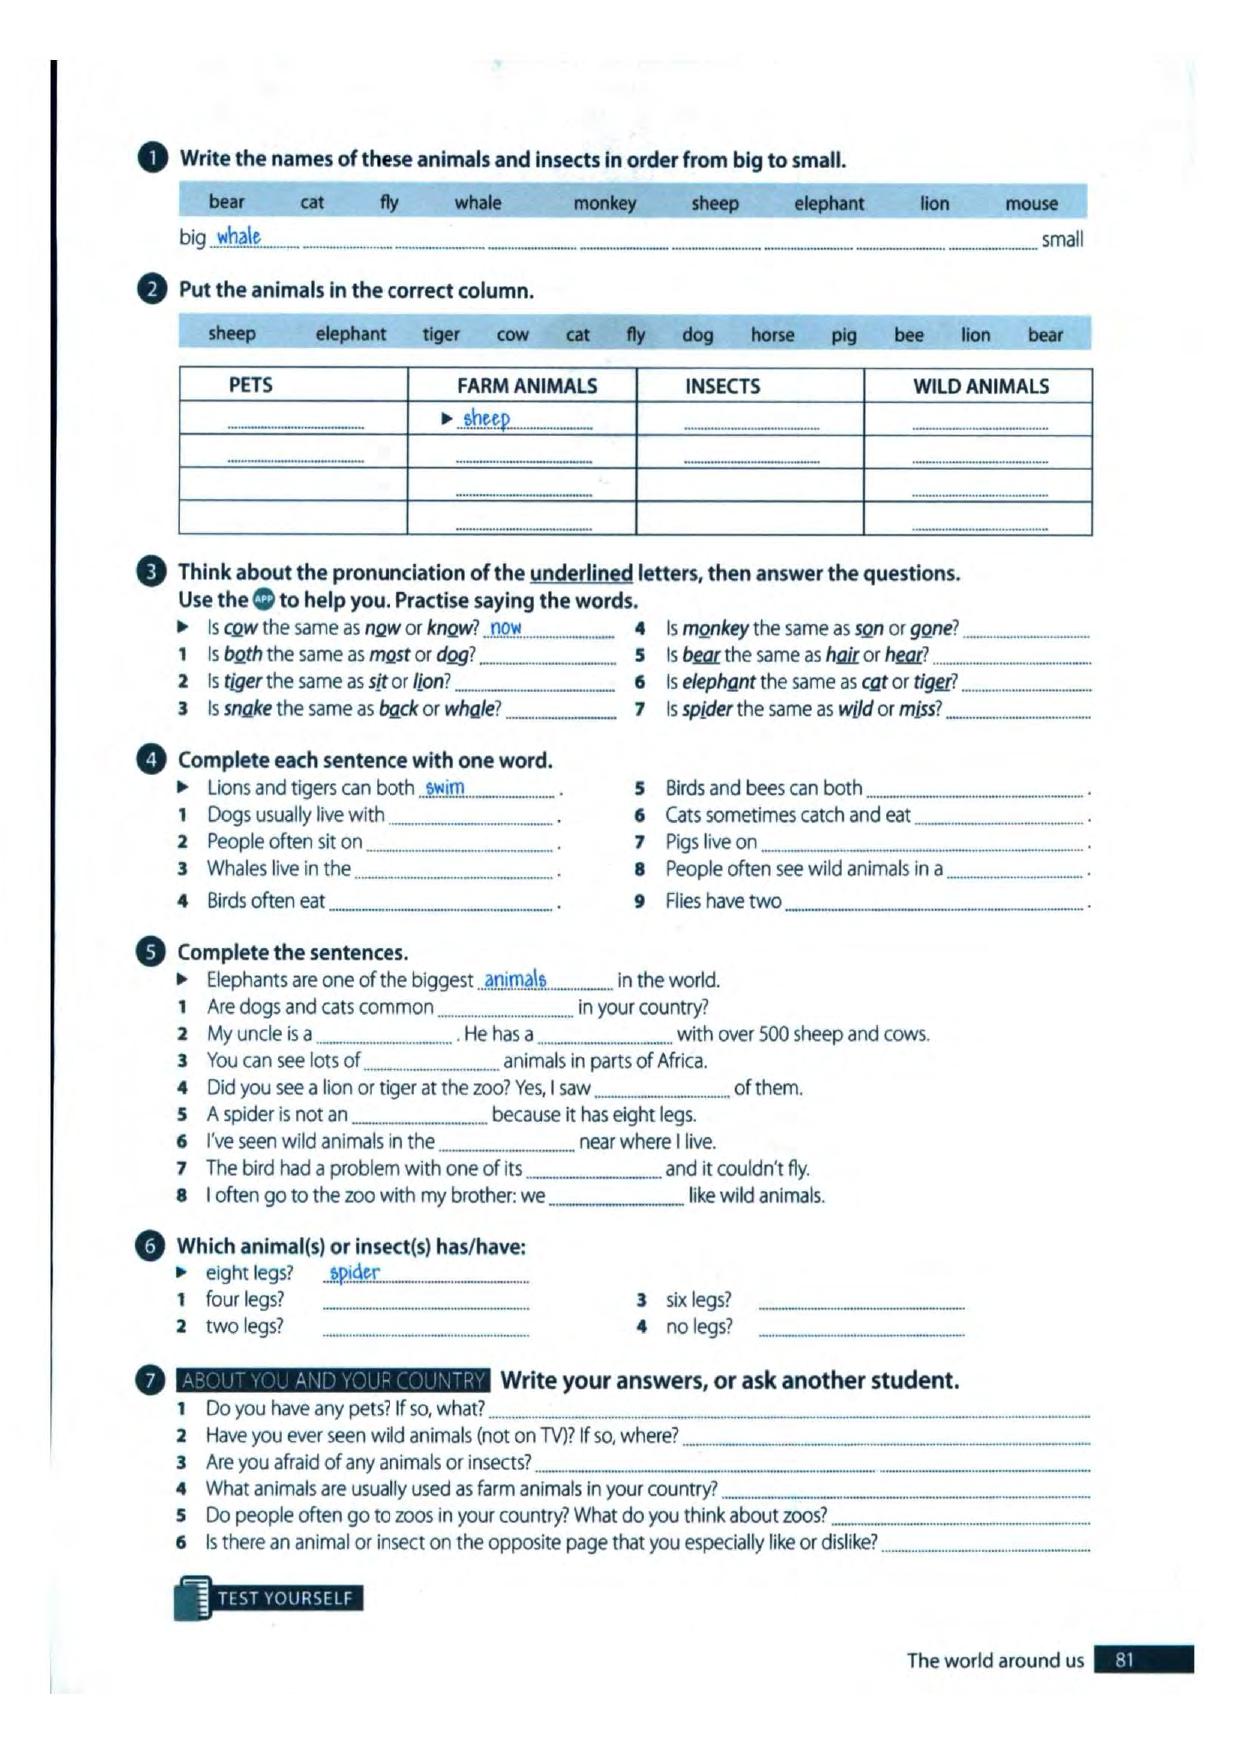 1 Write the names of these animals and insects in order from big to small.
bear cat fly whale monkey sheep elephant lion mouse
big whale small
2 Put the animals in the correct column.
sheep elephant tiger cow cat fly dog horse pig bee lion bear
PETS FARM ANIMALS INSECTS WILD ANIMALS
► sheep
3 Think about the pronunciation of the underlined letters, then answer the questions.
Use the APP to help you. Practise saying the words.
► Is cow the same as now or know? now
1 Is both the same as most or dog?
2 Is tiger the same as sit or lion?
3 Is snake the same as back or whale?
4 Is monkey the same as son or gone?
5 Is bear the same as hair or hear?
6 Is elephant the same as cat or tiger?
7 Is spider the same as wild or miss?
4 Complete each sentence with one word.
► Lions and tigers can both swim .
1 Dogs usually live with .
2 People often sit on .
3 Whales live in the .
4 Birds often eat .
5 Birds and bees can both .
6 Cats sometimes catch and eat .
7 Pigs live on .
8 People often see wild animals in a .
9 Flies have two .
5 Complete the sentences.
► Elephants are one of the biggest animals in the world.
1 Are dogs and cats common in your country?
2 My uncle is a . He has a with over 500 sheep and cows.
3 You can see lots of animals in parts of Africa.
4 Did you see a lion or tiger at the zoo? Yes, I saw of them.
5 A spider is not an because it has eight legs.
6 I've seen wild animals in the near where I live.
7 The bird had a problem with one of its and it couldn't fly.
8 I often go to the zoo with my brother: we like wild animals.
6 Which animal(s) or insect(s) has/have:
► eight legs? spider
1 four legs?
2 two legs?
3 six legs?
4 no legs?
7 ABOUT YOU AND YOUR COUNTRY Write your answers, or ask another student.
1 Do you have any pets? If so, what?
2 Have you ever seen wild animals (not on TV)? If so, where?
3 Are you afraid of any animals or insects?
4 What animals are usually used as farm animals in your country?
5 Do people often go to zoos in your country? What do you think about zoos?
6 Is there an animal or insect on the opposite page that you especially like or dislike?
TEST YOURSELF
The world around us 81